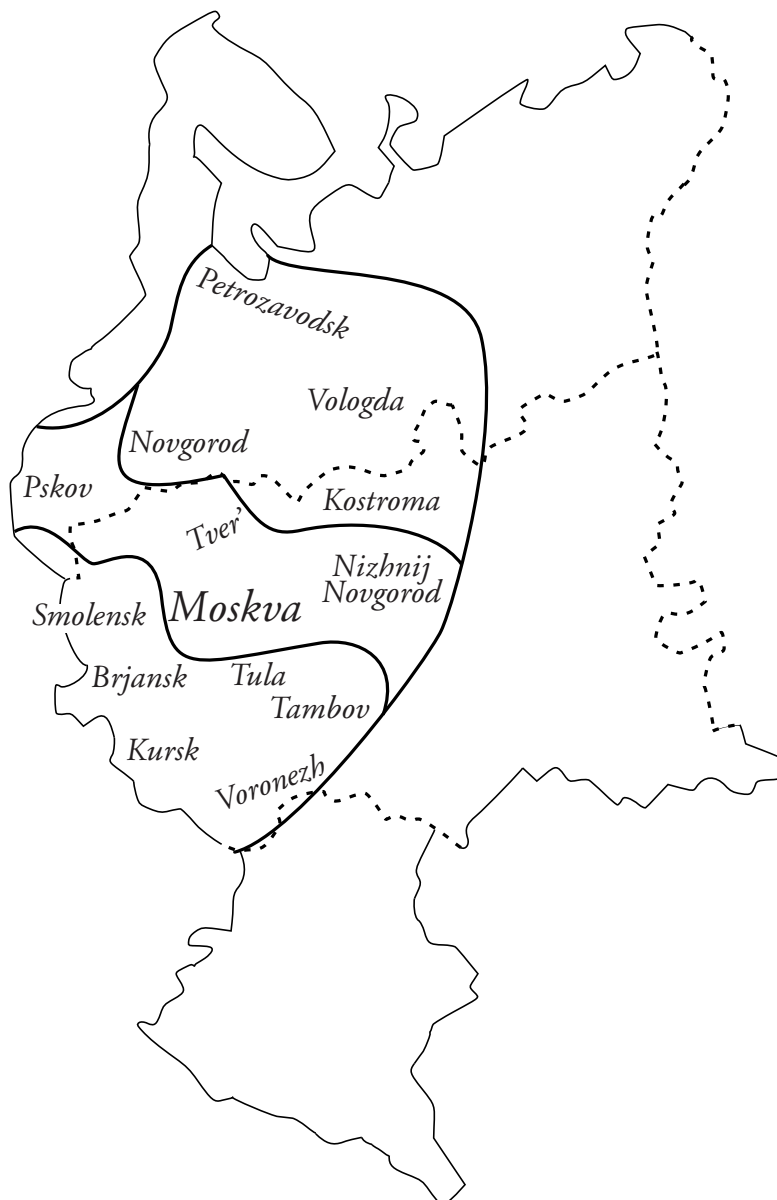 Petrozavodsk
Vologda
Novgorod
Pskov
Kostroma
Tver'
Nizhnij
Novgorod
Moskva
Smolensk
Brjansk
Tula
Tambov
Kursk
Voronezh